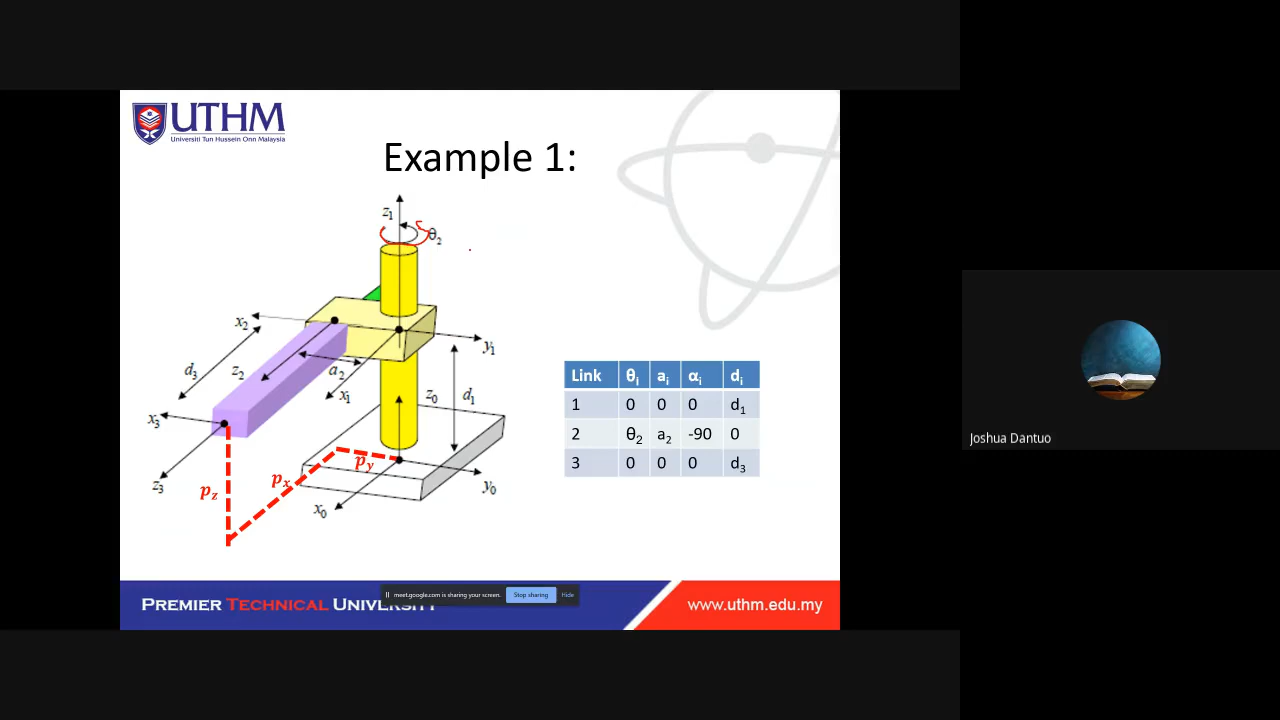 UTHM
Universiti Tun Hussein Onn Malaysia
Example 1:
z₁
θ₂
x₂
y₁
d₃
z₂
a₂
x₁
z₀
d₁
x₃
z₃
p_z
p_x
p_y
y₀
x₀
Link θᵢ aᵢ αᵢ dᵢ
1 0 0 0 d₁
2 θ₂ a₂ -90 0
3 0 0 0 d₃
Joshua Dantuo
meet.google.com is sharing your screen. Stop sharing Hide
PREMIER TECHNICAL UNIVERSITY
www.uthm.edu.my